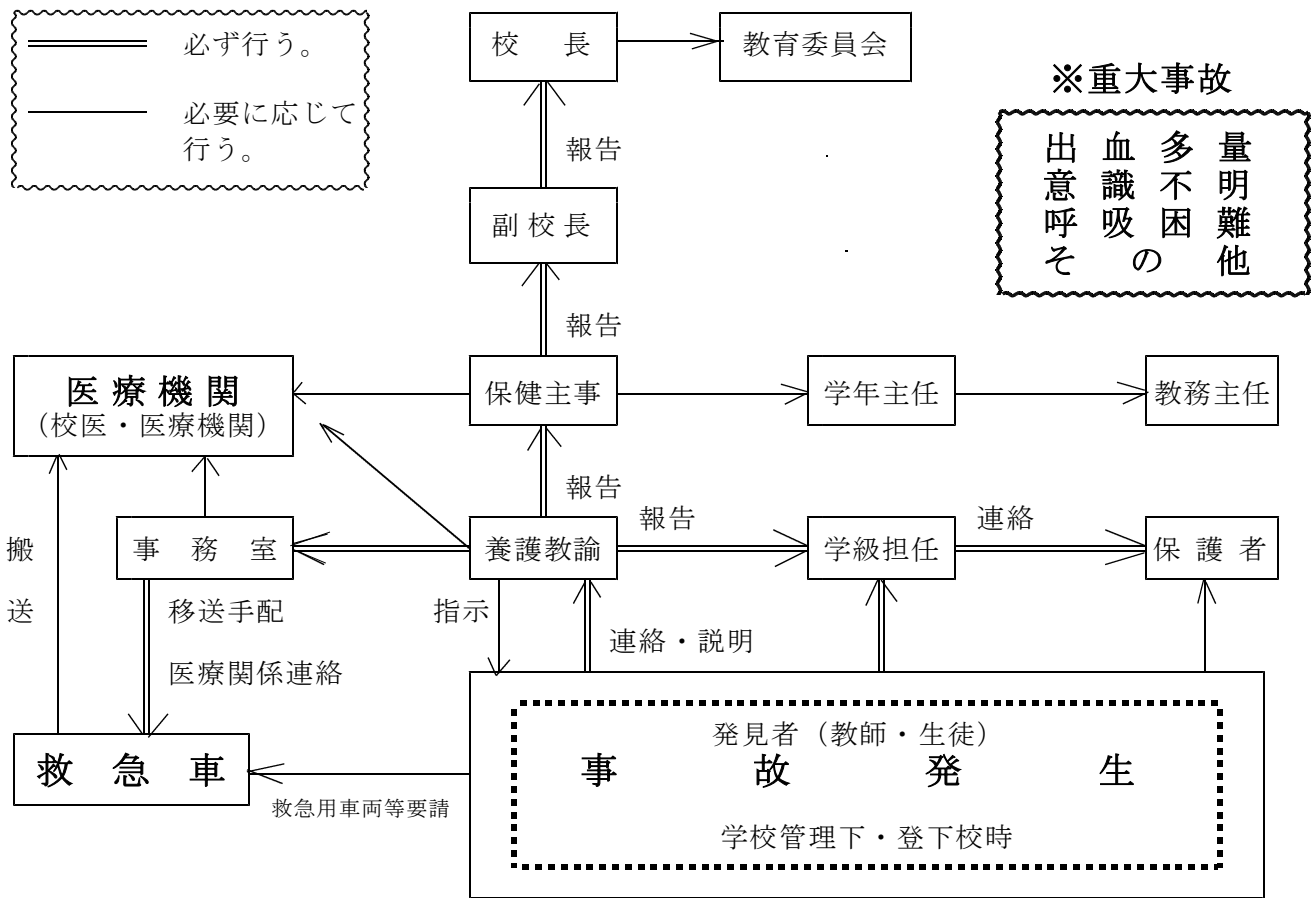 必ず行う。
必要に応じて
行う。
校 長
教育委員会
※重大事故
出血多量
意識不明
呼吸困難
その他
報告
副校長
報告
医療機関
（校医・医療機関）
保健主事
学年主任
教務主任
報告
報告
連絡
事務室
養護教諭
学級担任
保護者
搬送
移送手配
指示
連絡・説明
医療関係連絡
救急車
救急用車両等要請
発見者（教師・生徒）
事故発生
学校管理下・登下校時